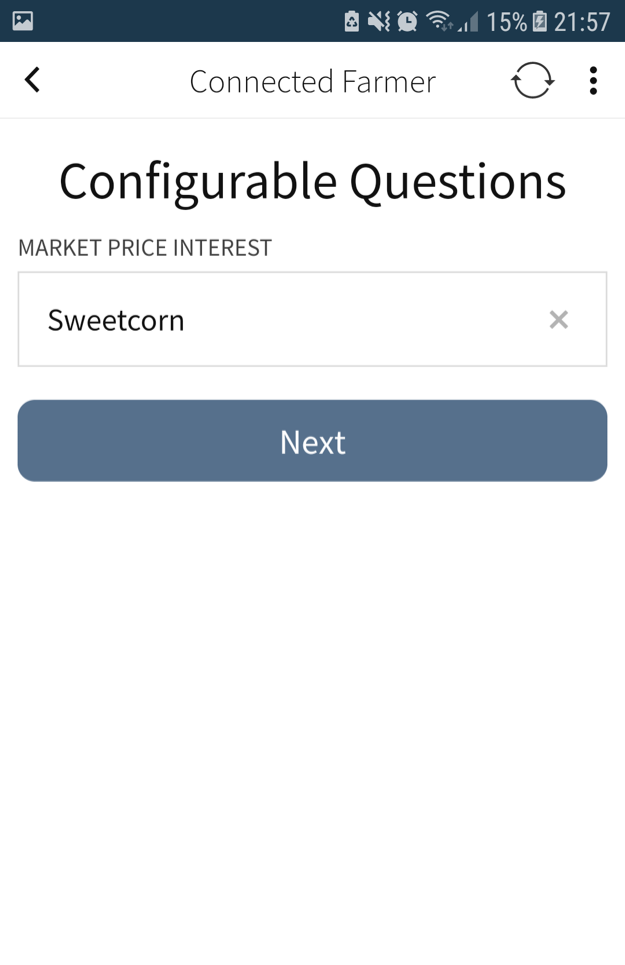 15% 21:57
Connected Farmer
Configurable Questions
MARKET PRICE INTEREST
Sweetcorn
Next